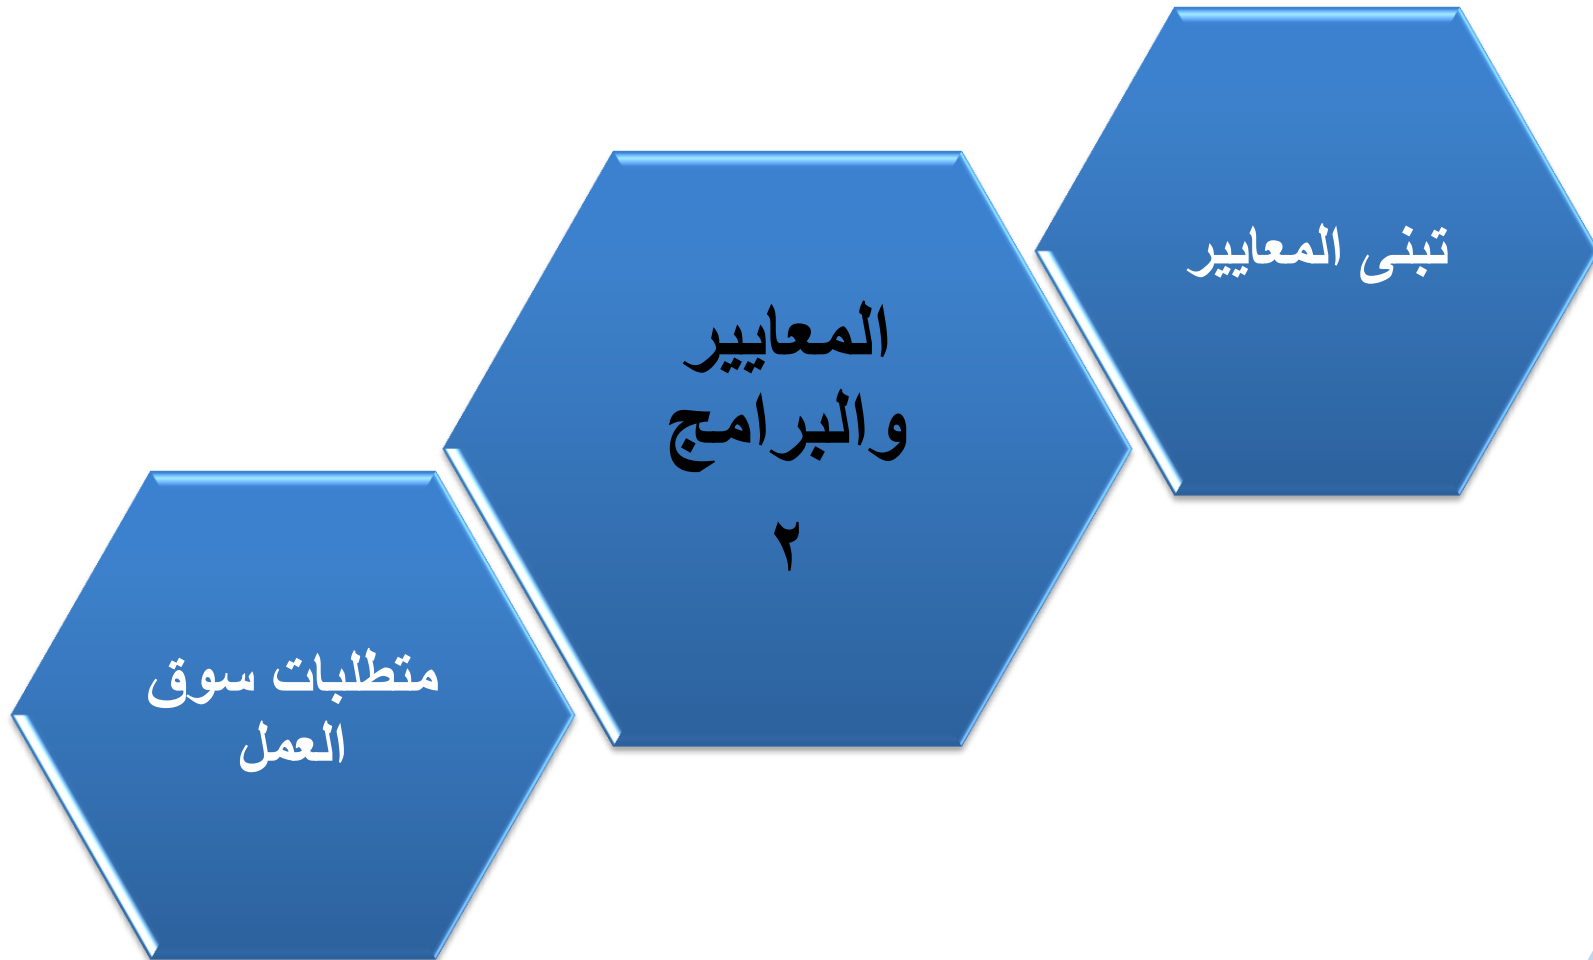 تبنى المعايير
المعايير
والبرامج
٢
متطلبات سوق
العمل